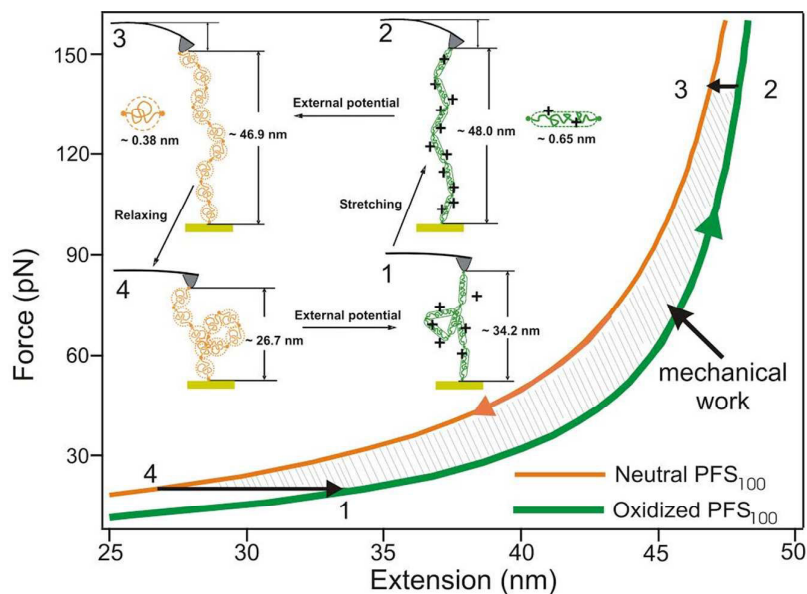 3
2
External potential
~ 0.38 nm
~ 46.9 nm
~ 48.0 nm
~ 0.65 nm
3
2
Relaxing
Stretching
4
1
External potential
~ 26.7 nm
~ 34.2 nm
mechanical
work
4
1
Neutral PFS₁₀₀
Oxidized PFS₁₀₀
Force (pN)
150
120
90
60
30
25
30
35
40
45
50
Extension (nm)